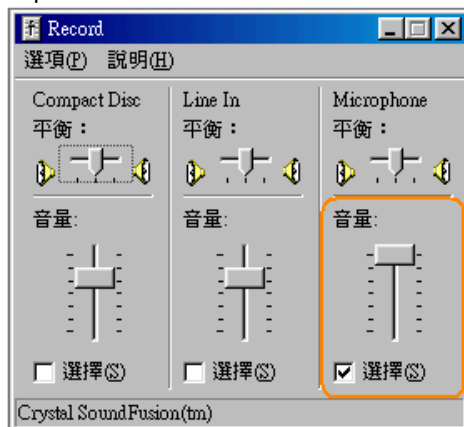 Record
選項(P) 說明(H)
Compact Disc Line In Microphone
平衡： 平衡： 平衡：
音量: 音量: 音量:
選擇(S) 選擇(S) 選擇(S)
Crystal SoundFusion(tm)